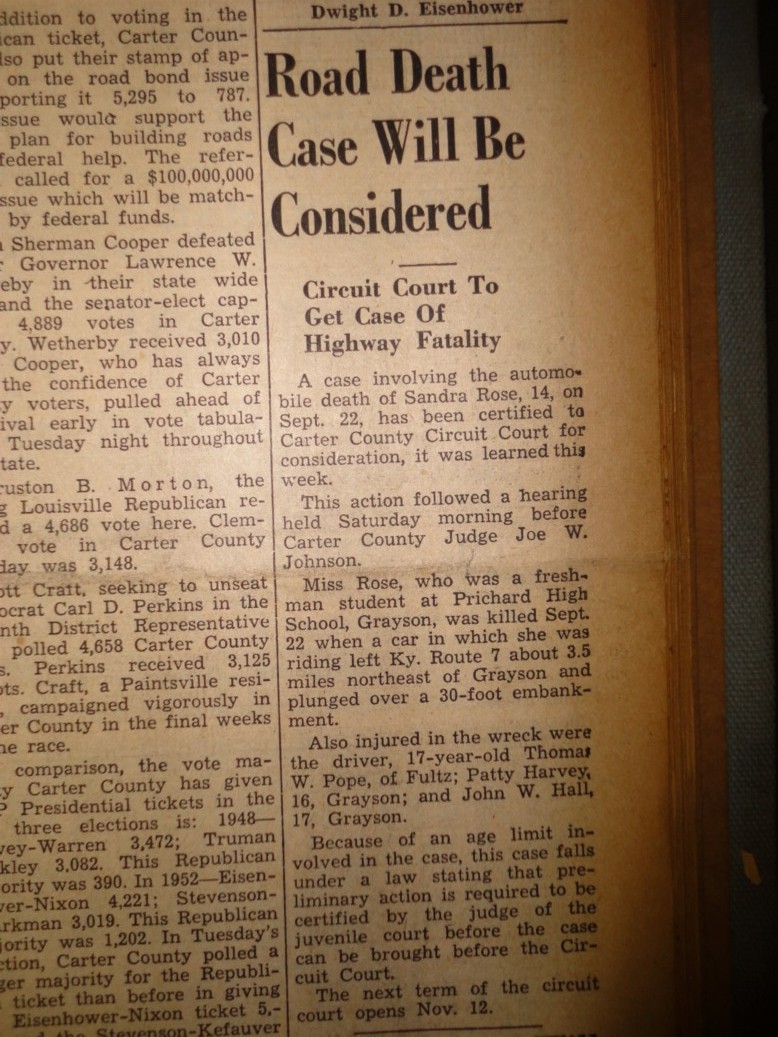 ddition to voting in the
ican ticket, Carter Coun-
lso put their stamp of ap-
on the road bond issue
porting it 5,295 to 787.
ssue would support the
plan for building roads
federal help. The refer-
called for a $100,000,000
issue which will be match-
by federal funds.
Sherman Cooper defeated
r Governor Lawrence W.
eby in their state wide
and the senator-elect cap-
4,889 votes in Carter
y. Wetherby received 3,010
Cooper, who has always
the confidence of Carter
y voters, pulled ahead of
ival early in vote tabula-
Tuesday night throughout
tate.
ruston B. Morton, the
g Louisville Republican re-
d a 4,686 vote here. Clem-
vote in Carter County
day was 3,148.
ott Craft, seeking to unseat
ocrat Carl D. Perkins in the
nth District Representative
polled 4,658 Carter County
s. Perkins received 3,125
ots. Craft, a Paintsville resi-
, campaigned vigorously in
er County in the final weeks
he race.
comparison, the vote ma-
y Carter County has given
P Presidential tickets in the
three elections is: 1948—
vey-Warren 3,472; Truman
kley 3,082. This Republican
ority was 390. In 1952—Eisen-
ver-Nixon 4,221; Stevenson-
arkman 3,019. This Republican
jority was 1,202. In Tuesday's
ction, Carter County polled a
ger majority for the Republi-
ticket than before in giving
Eisenhower-Nixon ticket 5,-
d the Stevenson-Kefauver
Dwight D. Eisenhower
Road Death
Case Will Be
Considered
Circuit Court To
Get Case Of
Highway Fatality
A case involving the automo-
bile death of Sandra Rose, 14, on
Sept. 22, has been certified to
Carter County Circuit Court for
consideration, it was learned this
week.
This action followed a hearing
held Saturday morning before
Carter County Judge Joe W.
Johnson.
Miss Rose, who was a fresh-
man student at Prichard High
School, Grayson, was killed Sept.
22 when a car in which she was
riding left Ky. Route 7 about 3.5
miles northeast of Grayson and
plunged over a 30-foot embank-
ment.
Also injured in the wreck were
the driver, 17-year-old Thomas
W. Pope, of Fultz; Patty Harvey,
16, Grayson; and John W. Hall,
17, Grayson.
Because of an age limit in-
volved in the case, this case falls
under a law stating that pre-
liminary action is required to be
certified by the judge of the
juvenile court before the case
can be brought before the Cir-
cuit Court.
The next term of the circuit
court opens Nov. 12.